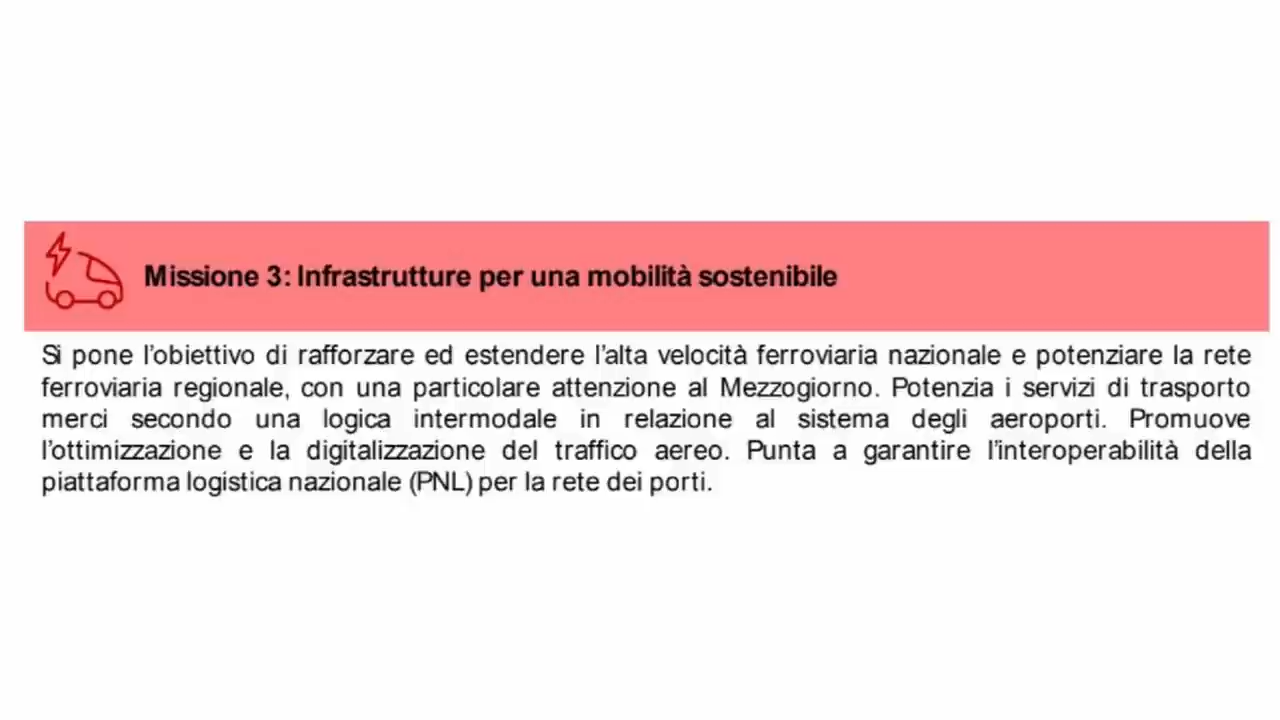 Missione 3: Infrastrutture per una mobilità sostenibile
Si pone l’obiettivo di rafforzare ed estendere l’alta velocità ferroviaria nazionale e potenziare la rete
ferroviaria regionale, con una particolare attenzione al Mezzogiorno. Potenzia i servizi di trasporto
merci secondo una logica intermodale in relazione al sistema degli aeroporti. Promuove
l’ottimizzazione e la digitalizzazione del traffico aereo. Punta a garantire l’interoperabilità della
piattaforma logistica nazionale (PNL) per la rete dei porti.